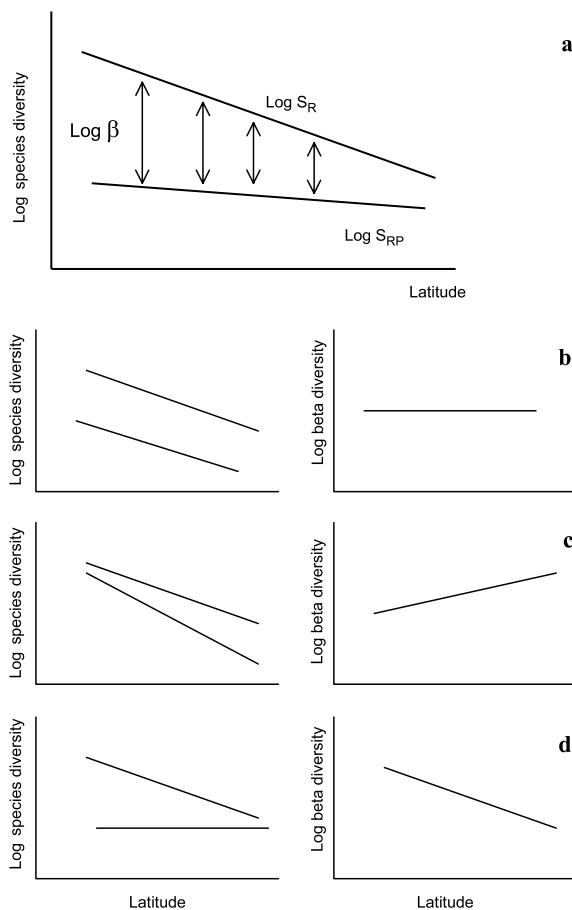 a
Log species diversity
Log S_R
Log β
Log S_RP
Latitude
b
Log species diversity
Log beta diversity
c
Log species diversity
Log beta diversity
d
Log species diversity
Log beta diversity
Latitude
Latitude